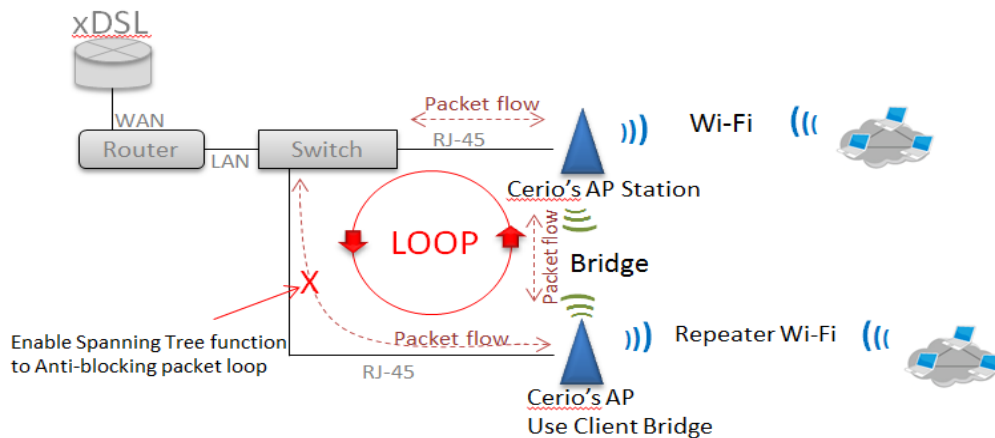 xDSL
WAN
Router
LAN
Switch
Packet flow
RJ-45
Wi-Fi
Cerio's AP Station
LOOP
Packet flow
Bridge
X
Enable Spanning Tree function
to Anti-blocking packet loop
Packet flow
RJ-45
Repeater Wi-Fi
Cerio's AP
Use Client Bridge